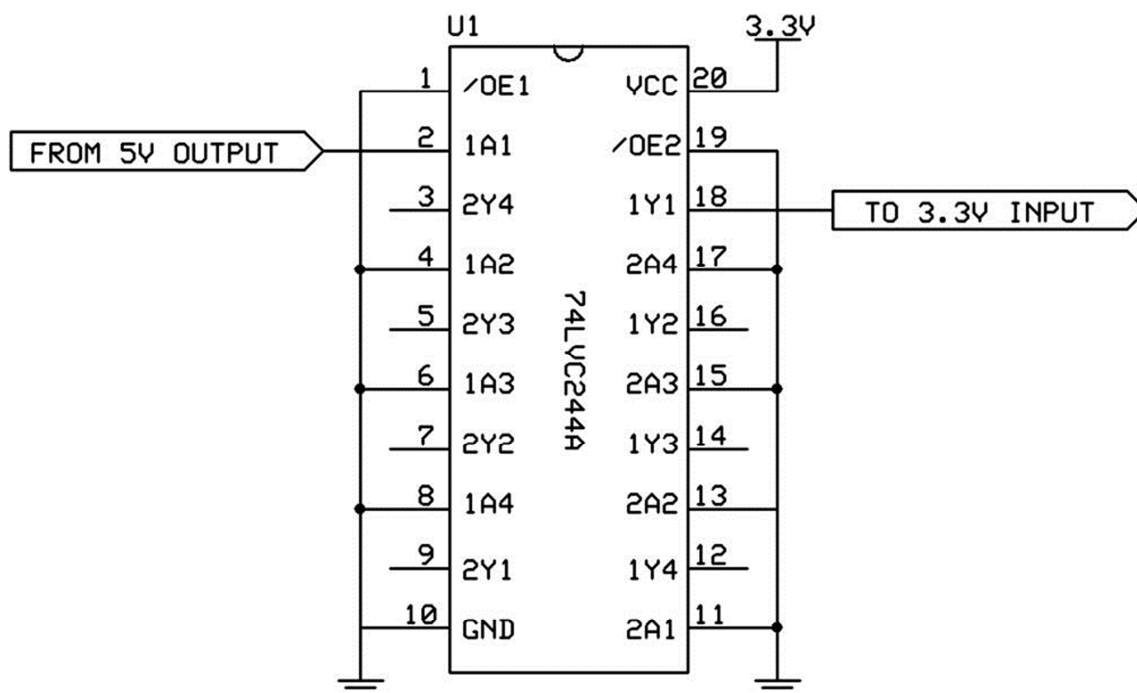 U1
3.3V
1 /OE1 VCC 20
FROM 5V OUTPUT 2 1A1 /OE2 19
3 2Y4 1Y1 18 TO 3.3V INPUT
4 1A2 2A4 17
5 2Y3 1Y2 16
6 1A3 2A3 15
7 2Y2 1Y3 14
8 1A4 2A2 13
9 2Y1 1Y4 12
10 GND 2A1 11
74LVC244A